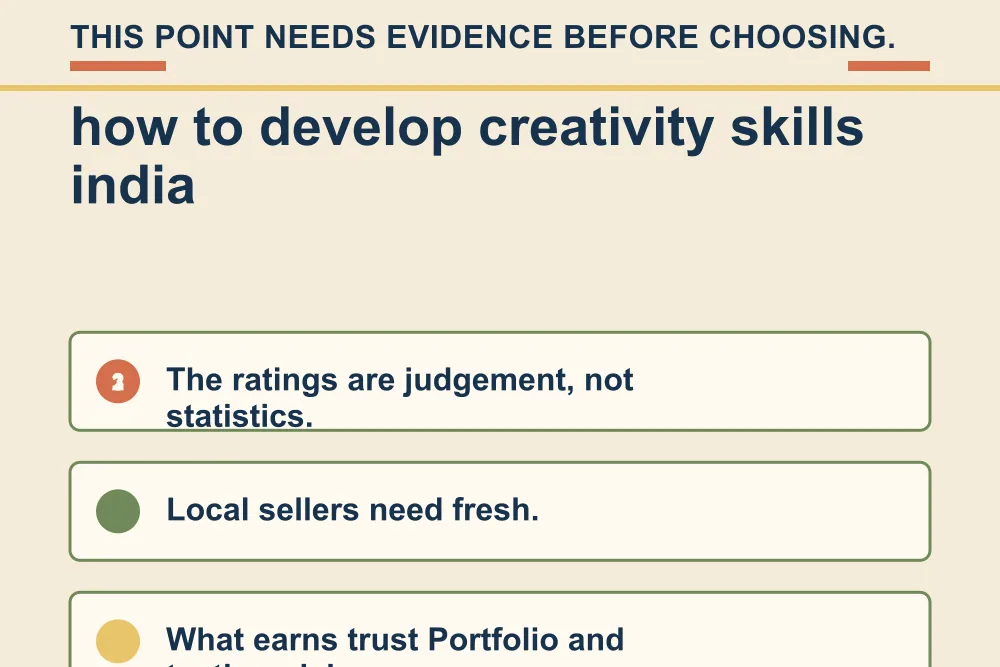 THIS POINT NEEDS EVIDENCE BEFORE CHOOSING.
how to develop creativity skills
india
The ratings are judgement, not
statistics.
Local sellers need fresh.
What earns trust Portfolio and